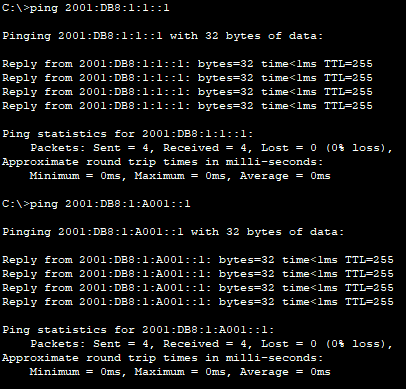 C:\>ping 2001:DB8:1:1::1
Pinging 2001:DB8:1:1::1 with 32 bytes of data:
Reply from 2001:DB8:1:1::1: bytes=32 time<1ms TTL=255
Reply from 2001:DB8:1:1::1: bytes=32 time<1ms TTL=255
Reply from 2001:DB8:1:1::1: bytes=32 time<1ms TTL=255
Reply from 2001:DB8:1:1::1: bytes=32 time<1ms TTL=255
Ping statistics for 2001:DB8:1:1::1:
Packets: Sent = 4, Received = 4, Lost = 0 (0% loss),
Approximate round trip times in milli-seconds:
Minimum = 0ms, Maximum = 0ms, Average = 0ms
C:\>ping 2001:DB8:1:A001::1
Pinging 2001:DB8:1:A001::1 with 32 bytes of data:
Reply from 2001:DB8:1:A001::1: bytes=32 time<1ms TTL=255
Reply from 2001:DB8:1:A001::1: bytes=32 time<1ms TTL=255
Reply from 2001:DB8:1:A001::1: bytes=32 time<1ms TTL=255
Reply from 2001:DB8:1:A001::1: bytes=32 time<1ms TTL=255
Ping statistics for 2001:DB8:1:A001::1:
Packets: Sent = 4, Received = 4, Lost = 0 (0% loss),
Approximate round trip times in milli-seconds:
Minimum = 0ms, Maximum = 0ms, Average = 0ms